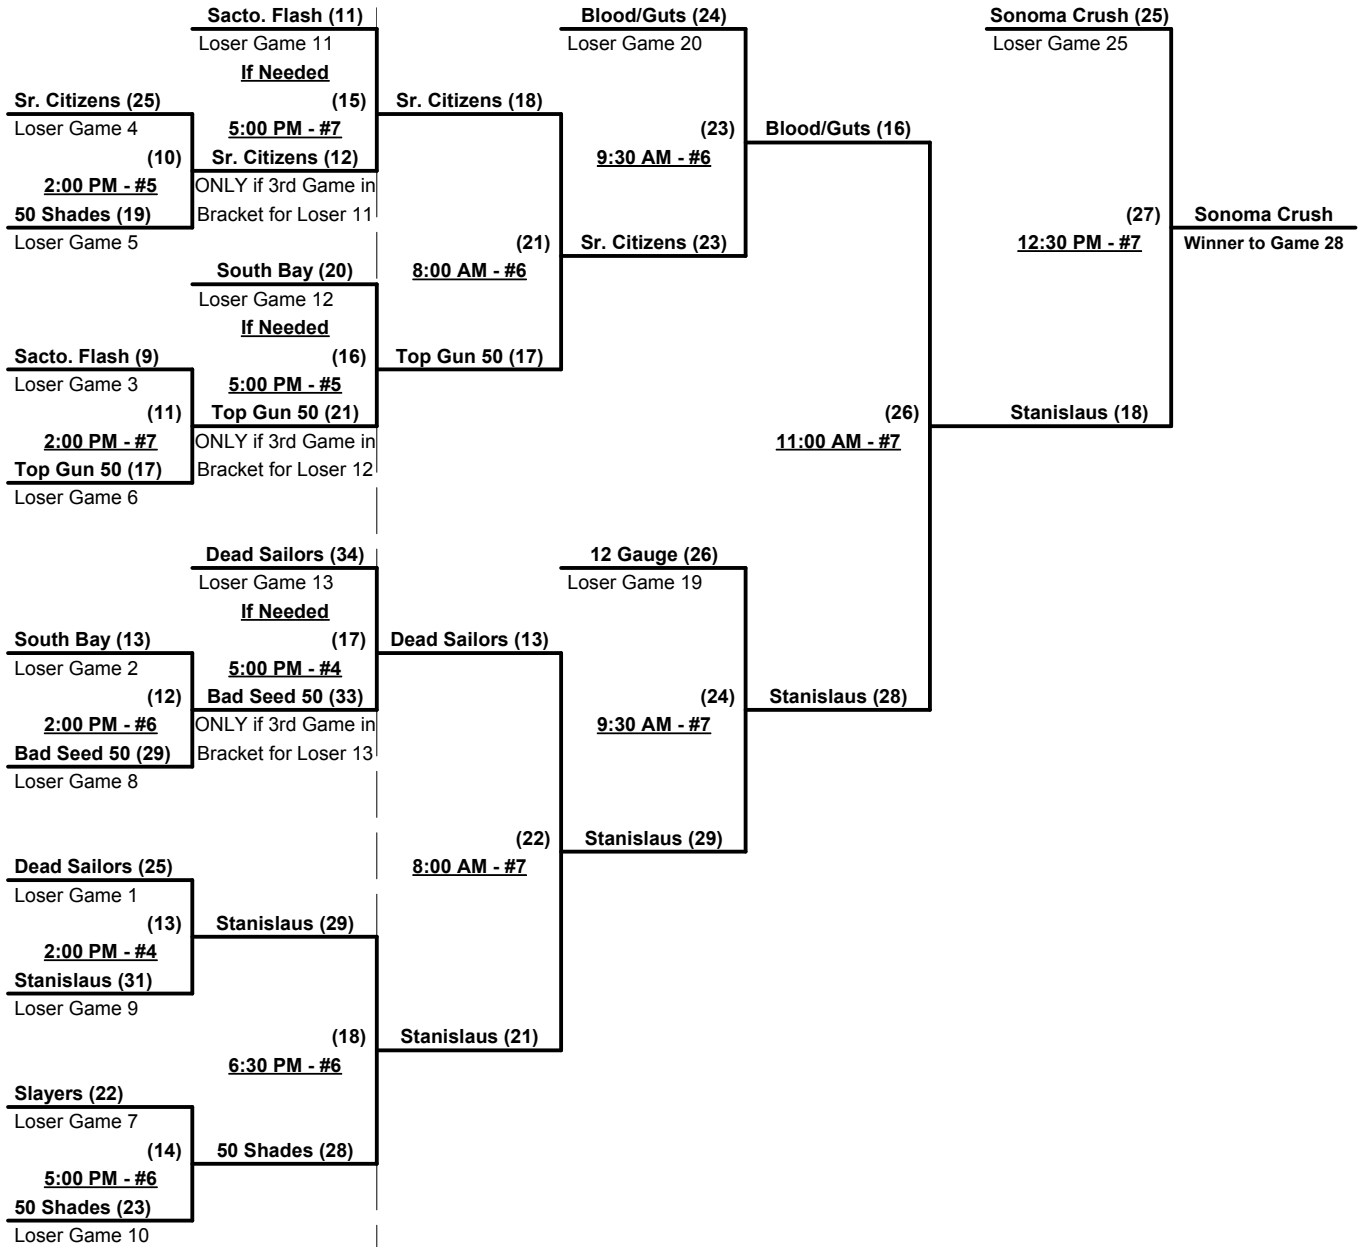 Sacto. Flash (11)
Loser Game 11
If Needed
(15)
5:00 PM - #7
Sr. Citizens (12)
ONLY if 3rd Game in
Bracket for Loser 11
Sr. Citizens (25)
Loser Game 4
(10)
2:00 PM - #5
50 Shades (19)
Loser Game 5
South Bay (20)
Loser Game 12
If Needed
(16)
5:00 PM - #5
Top Gun 50 (21)
ONLY if 3rd Game in
Bracket for Loser 12
Sacto. Flash (9)
Loser Game 3
(11)
2:00 PM - #7
Top Gun 50 (17)
Loser Game 6
Dead Sailors (34)
Loser Game 13
If Needed
(17)
5:00 PM - #4
Bad Seed 50 (33)
ONLY if 3rd Game in
Bracket for Loser 13
South Bay (13)
Loser Game 2
(12)
2:00 PM - #6
Bad Seed 50 (29)
Loser Game 8
Dead Sailors (25)
Loser Game 1
(13)
2:00 PM - #4
Stanislaus (31)
Loser Game 9
Stanislaus (29)
(18)
6:30 PM - #6
50 Shades (28)
Slayers (22)
Loser Game 7
(14)
5:00 PM - #6
50 Shades (23)
Loser Game 10
Sr. Citizens (18)
(21)
8:00 AM - #6
Top Gun 50 (17)
Dead Sailors (13)
(22)
8:00 AM - #7
Stanislaus (21)
Blood/Guts (24)
Loser Game 20
(23)
9:30 AM - #6
Sr. Citizens (23)
12 Gauge (26)
Loser Game 19
(24)
9:30 AM - #7
Stanislaus (29)
Blood/Guts (16)
(26)
11:00 AM - #7
Stanislaus (28)
Sonoma Crush (25)
Loser Game 25
(27)
12:30 PM - #7
Stanislaus (18)
Sonoma Crush
Winner to Game 28